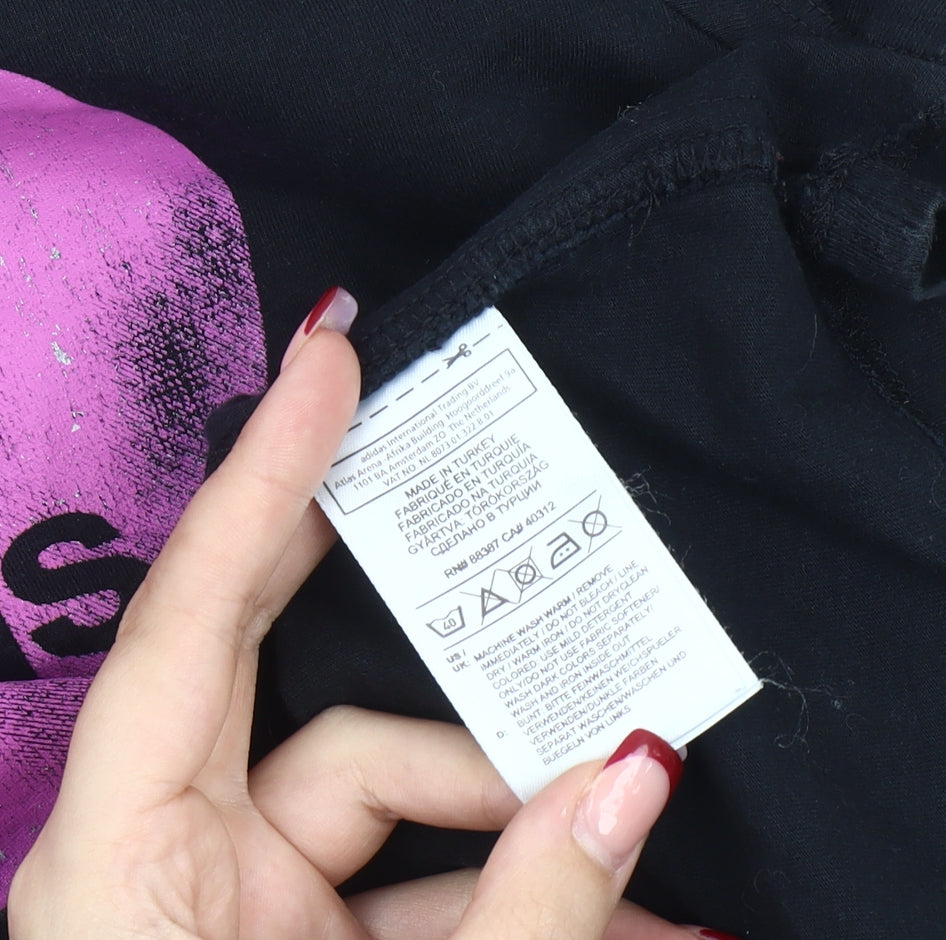 adidas International Trading BV
Atlas Arena -Afrika Building Hoogoorddreef 9a
1101 BA Amsterdam ZO The Netherlands
VAT NO. NL 8073.01.322.B.01
MADE IN TURKEY
FABRIQUÉ EN TURQUIE
FABRICADO EN TURQUÍA
FABRICADO NA TURQUIA
GYÁRTVA, TÖRÖKORSZÁG
СДЕЛАНО В ТУРЦИИ
RN# 88387 CA# 40312
40
US / UK: MACHINE WASH WARM / REMOVE
IMMEDIATELY / DO NOT BLEACH / LINE
DRY / WARM IRON / DO NOT DRYCLEAN
COLORED. USE MILD DETERGENT
ONLY/DO NOT USE FABRIC SOFTENER/
WASH DARK COLORS SEPARATELY/
WASH AND IRON INSIDE OUT
D: BUNT - BITTE FEINWASCHMITTEL
VERWENDEN/KEINEN WEICHSPUELER
VERWENDEN/DUNKLE FARBEN
SEPARAT WASCHEN/WASCHEN UND
BUEGELN VON LINKS
S